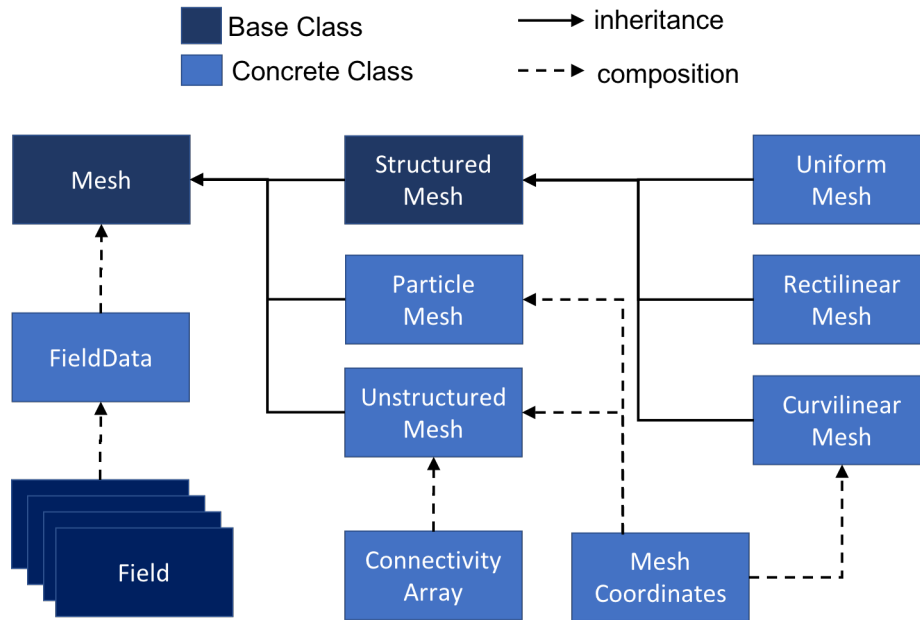 Base Class
inheritance
Concrete Class
composition
Mesh
Structured
Mesh
Uniform
Mesh
Particle
Mesh
Rectilinear
Mesh
FieldData
Unstructured
Mesh
Curvilinear
Mesh
Field
Connectivity
Array
Mesh
Coordinates